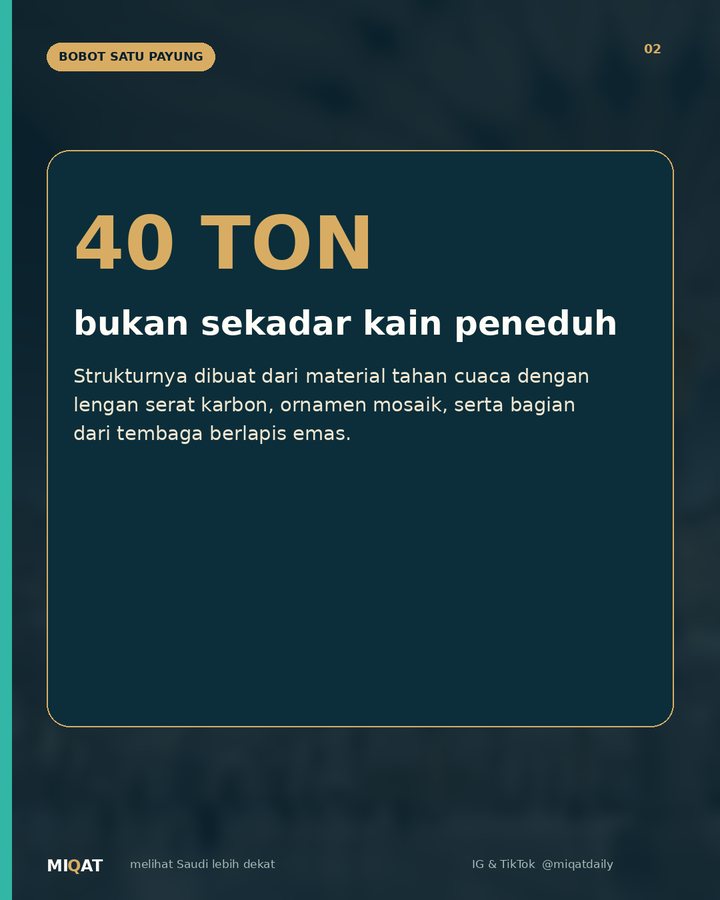 BOBOT SATU PAYUNG
02
40 TON
bukan sekadar kain peneduh
Strukturnya dibuat dari material tahan cuaca dengan
lengan serat karbon, ornamen mosaik, serta bagian
dari tembaga berlapis emas.
MIQAT
melihat Saudi lebih dekat
IG & TikTok @miqatdaily